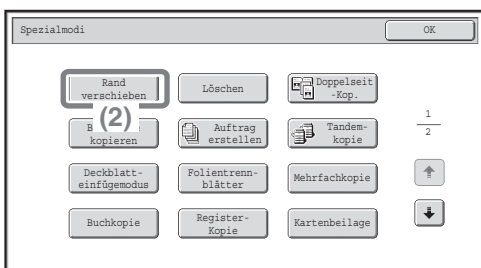 Spezialmodi
OK
Rand
verschieben
Löschen
Doppelseit
-Kop.
(2)
kopieren
Auftrag
erstellen
Tandem-
kopie
1
2
Deckblatt-
einfügemodus
Folientrenn-
blätter
Mehrfachkopie
Buchkopie
Register-
Kopie
Kartenbeilage